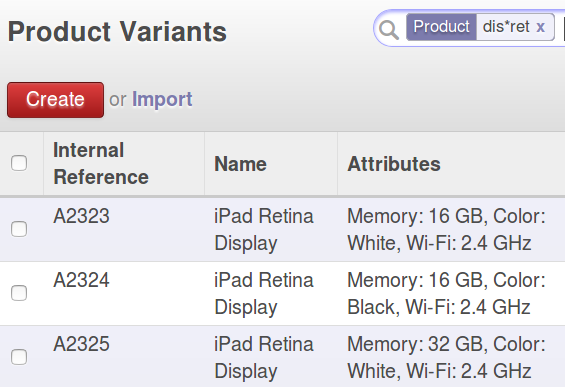 Product Variants
Product dis*ret x
Create or Import
Internal Reference Name Attributes
A2323 iPad Retina Display Memory: 16 GB, Color: White, Wi-Fi: 2.4 GHz
A2324 iPad Retina Display Memory: 16 GB, Color: Black, Wi-Fi: 2.4 GHz
A2325 iPad Retina Display Memory: 32 GB, Color: White, Wi-Fi: 2.4 GHz